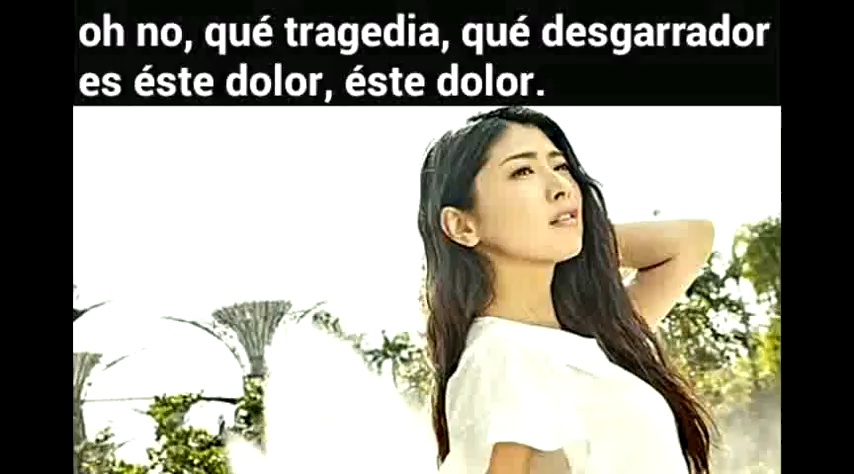 oh no, qué tragedia, qué desgarrador
es éste dolor, éste dolor.